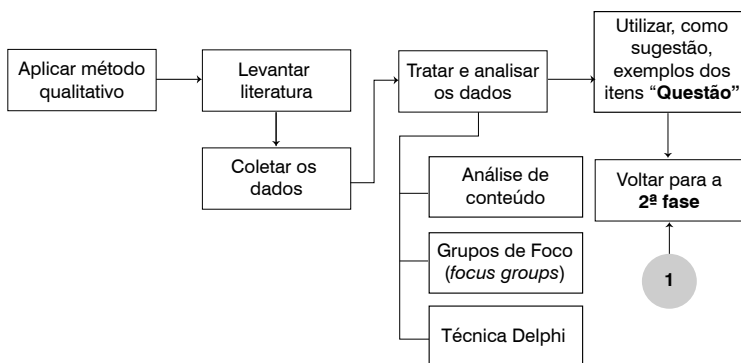 Aplicar método
qualitativo
Levantar
literatura
Coletar os
dados
Tratar e analisar
os dados
Utilizar, como
sugestão,
exemplos dos
itens “Questão”
Análise de
conteúdo
Voltar para a
2ª fase
Grupos de Foco
(focus groups)
1
Técnica Delphi